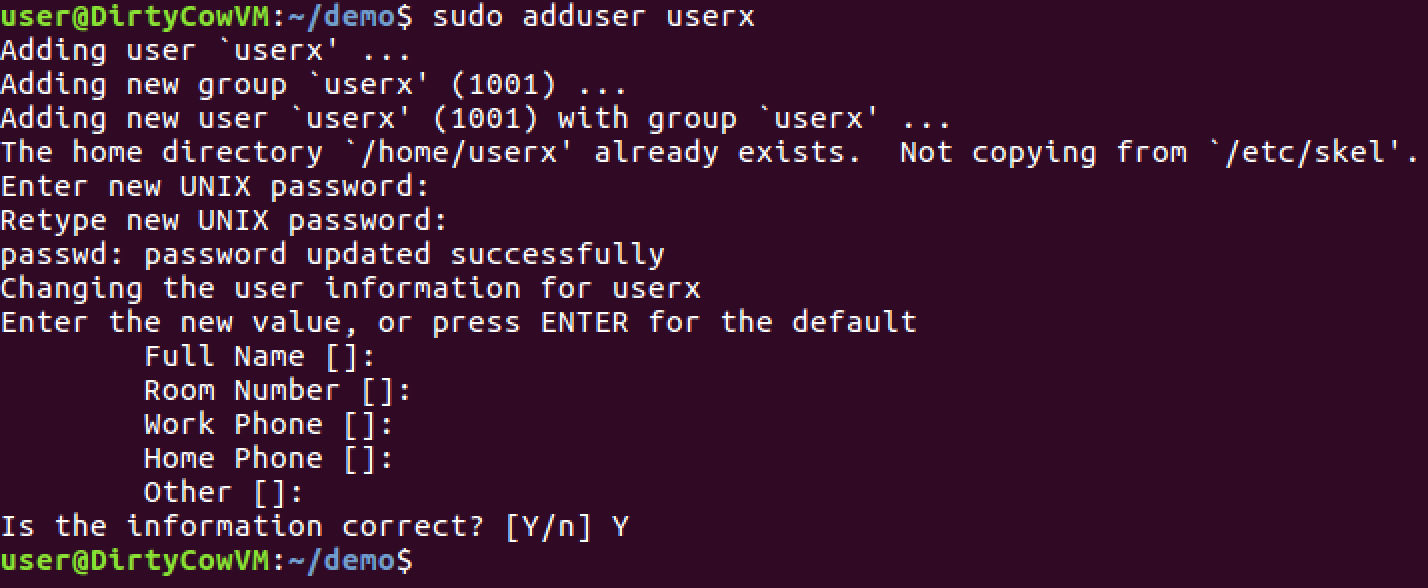 user@DirtyCowVM:~/demo$ sudo adduser userx
Adding user `userx' ...
Adding new group `userx' (1001) ...
Adding new user `userx' (1001) with group `userx' ...
The home directory `/home/userx' already exists.  Not copying from `/etc/skel'.
Enter new UNIX password:
Retype new UNIX password:
passwd: password updated successfully
Changing the user information for userx
Enter the new value, or press ENTER for the default
        Full Name []:
        Room Number []:
        Work Phone []:
        Home Phone []:
        Other []:
Is the information correct? [Y/n] Y
user@DirtyCowVM:~/demo$